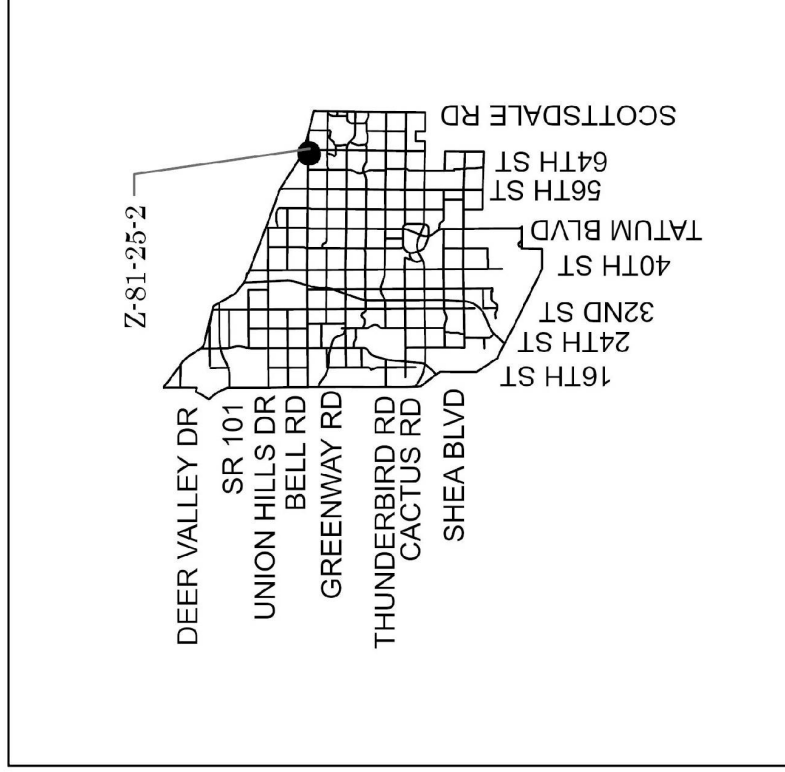 Z-81-25-2
SCOTTSDALE RD
64TH ST
56TH ST
TATUM BLVD
40TH ST
32ND ST
24TH ST
16TH ST
DEER VALLEY DR
SR 101
UNION HILLS DR
BELL RD
GREENWAY RD
THUNDERBIRD RD
CACTUS RD
SHEA BLVD